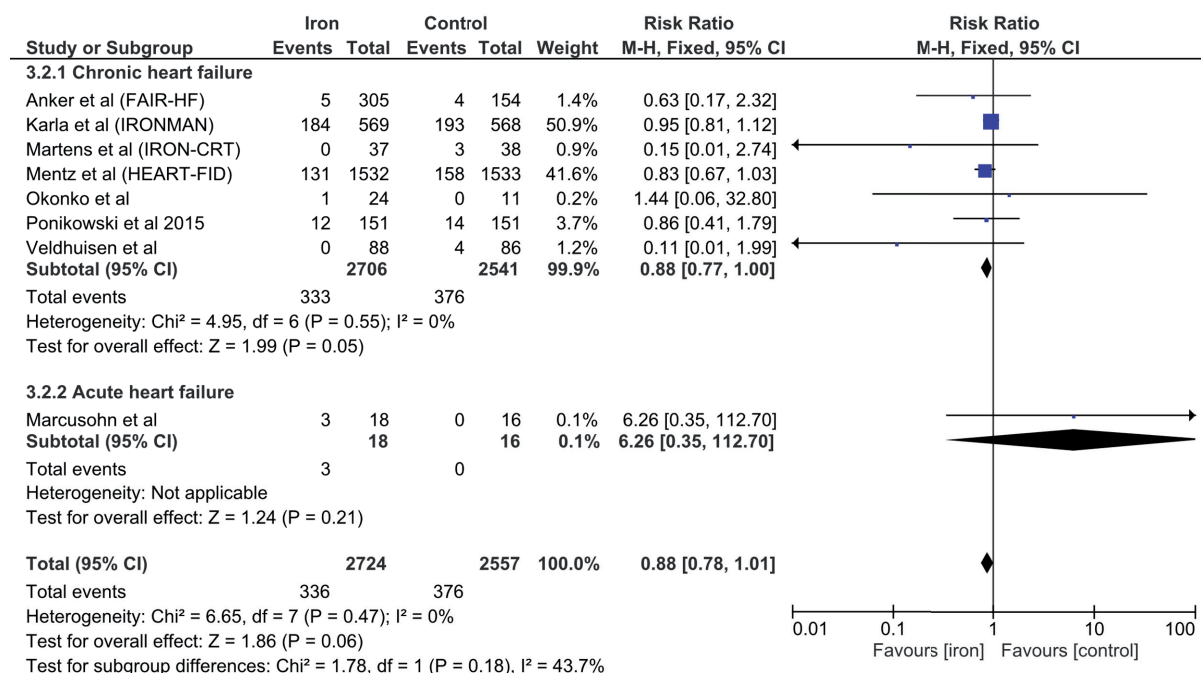 Iron Control Risk Ratio Risk Ratio
Study or Subgroup Events Total Events Total Weight M-H, Fixed, 95% CI M-H, Fixed, 95% CI
3.2.1 Chronic heart failure
Anker et al (FAIR-HF) 5 305 4 154 1.4% 0.63 [0.17, 2.32]
Karla et al (IRONMAN) 184 569 193 568 50.9% 0.95 [0.81, 1.12]
Martens et al (IRON-CRT) 0 37 3 38 0.9% 0.15 [0.01, 2.74]
Mentz et al (HEART-FID) 131 1532 158 1533 41.6% 0.83 [0.67, 1.03]
Okonko et al 1 24 0 11 0.2% 1.44 [0.06, 32.80]
Ponikowski et al 2015 12 151 14 151 3.7% 0.86 [0.41, 1.79]
Veldhuisen et al 0 88 4 86 1.2% 0.11 [0.01, 1.99]
Subtotal (95% CI) 2706 2541 99.9% 0.88 [0.77, 1.00]
Total events 333 376
Heterogeneity: Chi² = 4.95, df = 6 (P = 0.55); I² = 0%
Test for overall effect: Z = 1.99 (P = 0.05)
3.2.2 Acute heart failure
Marcusohn et al 3 18 0 16 0.1% 6.26 [0.35, 112.70]
Subtotal (95% CI) 18 16 0.1% 6.26 [0.35, 112.70]
Total events 3 0
Heterogeneity: Not applicable
Test for overall effect: Z = 1.24 (P = 0.21)
Total (95% CI) 2724 2557 100.0% 0.88 [0.78, 1.01]
Total events 336 376
Heterogeneity: Chi² = 6.65, df = 7 (P = 0.47); I² = 0%
Test for overall effect: Z = 1.86 (P = 0.06)
Test for subgroup differences: Chi² = 1.78, df = 1 (P = 0.18), I² = 43.7%
0.01 0.1 1 10 100
Favours [iron] Favours [control]